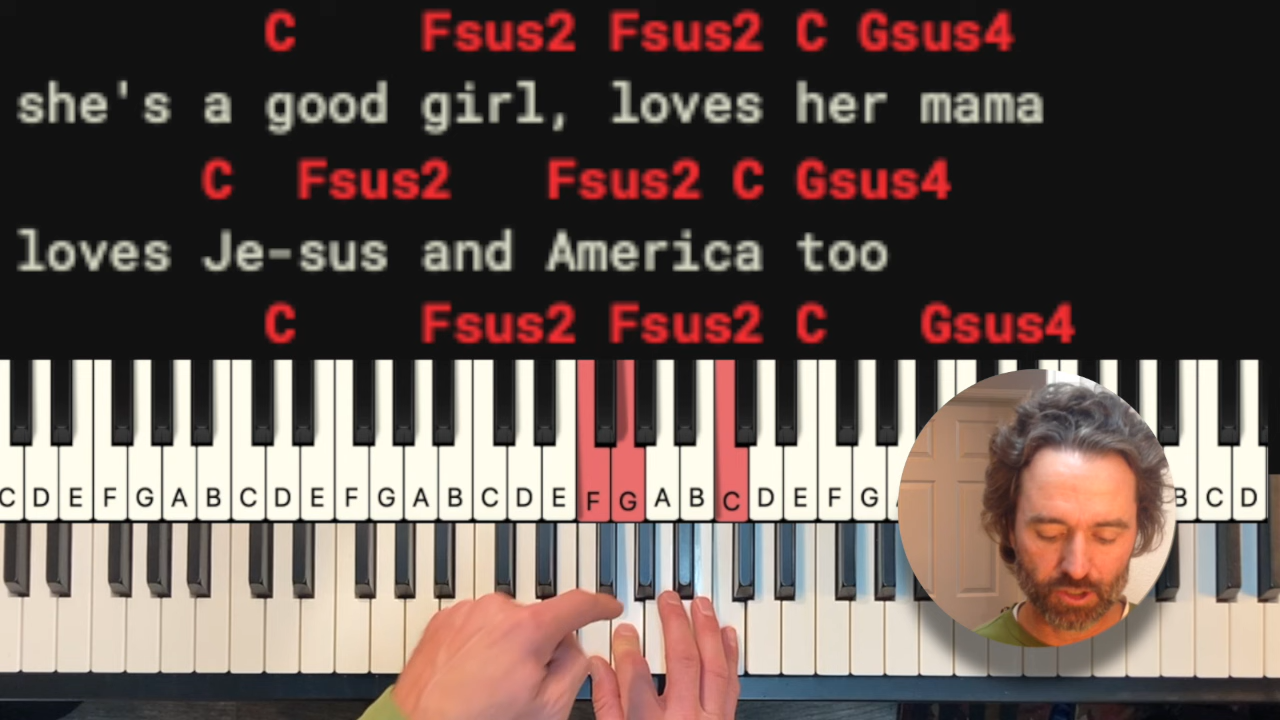 C Fsus2 Fsus2 C Gsus4
she's a good girl, loves her mama
C Fsus2 Fsus2 C Gsus4
loves Je-sus and America too
C Fsus2 Fsus2 C Gsus4
C D E F G A B C D E F G A B C D E F G A B C D E F G B C D